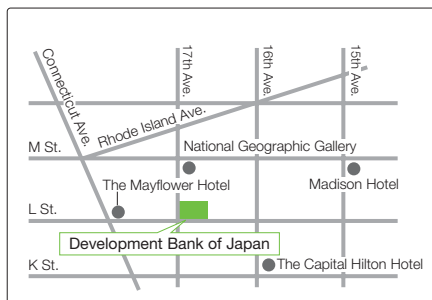 Connecticut Ave.
17th Ave.
16th Ave.
15th Ave.
Rhode Island Ave.
M St.
National Geographic Gallery
The Mayflower Hotel
Madison Hotel
L St.
Development Bank of Japan
K St.
The Capital Hilton Hotel